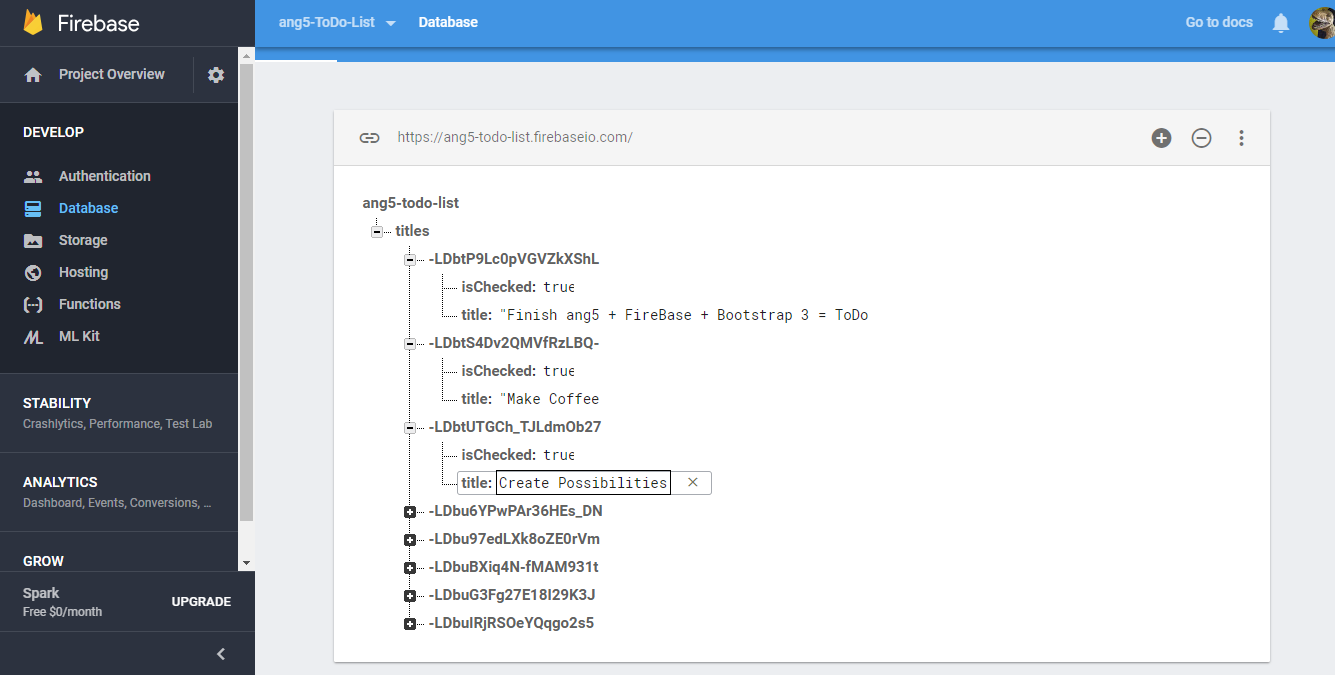 Firebase
ang5-ToDo-List
Database
Go to docs
Project Overview
DEVELOP
Authentication
Database
Storage
Hosting
Functions
ML Kit
STABILITY
Crashlytics, Performance, Test Lab
ANALYTICS
Dashboard, Events, Conversions, ...
GROW
Spark
Free $0/month
UPGRADE
https://ang5-todo-list.firebaseio.com/
ang5-todo-list
titles
-LDbtP9Lc0pVGVZkXShL
isChecked: true
title: "Finish ang5 + FireBase + Bootstrap 3 = ToDo
-LDbtS4Dv2QMVfRzLBQ-
isChecked: true
title: "Make Coffee
-LDbtUTGCh_TJLdmOb27
isChecked: true
title: Create Possibilities
-LDbu6YPwPAr36HEs_DN
-LDbu97edLXk8oZE0rVm
-LDbuBXiq4N-fMAM931t
-LDbuG3Fg27E18I29K3J
-LDbuIRjRSOeYQqgo2s5